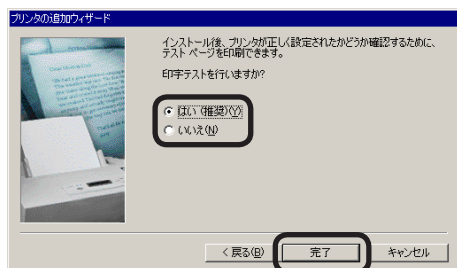 プリンタの追加ウィザード
インストール後、プリンタが正しく設定されたかどうか確認するために、
テスト ページを印刷できます。
印字テストを行いますか?
はい (推奨)(Y)
いいえ(N)
< 戻る(B)
完了
キャンセル